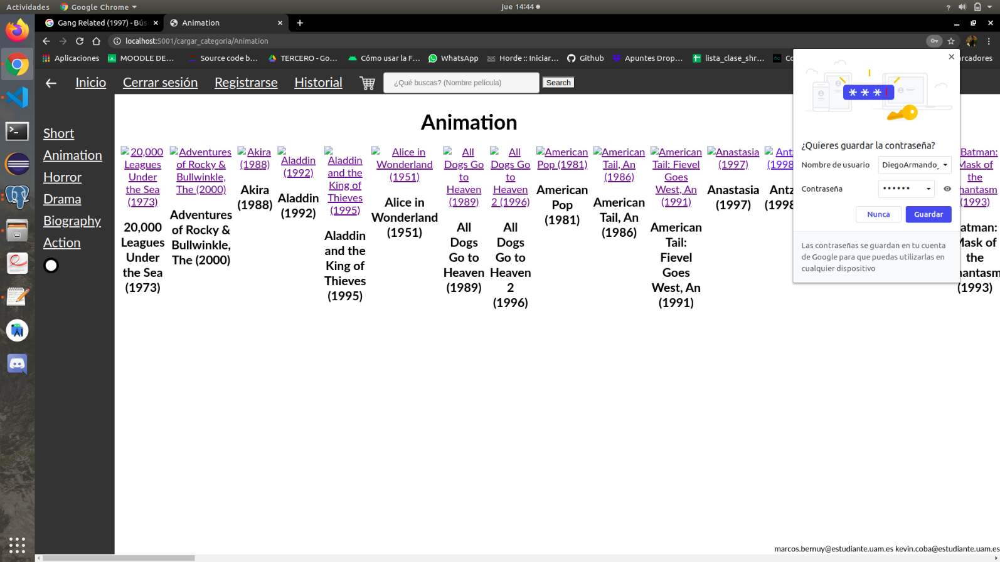 Actividades
Google Chrome
jue 14:44
Gang Related (1997) - Bús
Animation
localhost:5001/cargar_categoria/Animation
Aplicaciones
MOODLE DE...
Source code b...
TERCERO - Go...
Cómo usar la F...
WhatsApp
Horde :: Iniciar...
Github
Apuntes Drop...
lista_clase_shr...
Inicio
Cerrar sesión
Registrarse
Historial
¿Qué buscas? (Nombre película)
Search
Short
Animation
Horror
Drama
Biography
Action
Animation
20,000
Leagues
Under
the Sea
(1973)
20,000
Leagues
Under
the Sea
(1973)
Adventures
of Rocky &
Bullwinkle,
The (2000)
Adventures
of Rocky &
Bullwinkle,
The (2000)
Akira
(1988)
Akira
(1988)
Aladdin
(1992)
Aladdin
(1992)
Aladdin
and the
King of
Thieves
(1995)
Aladdin
and the
King of
Thieves
(1995)
Alice in
Wonderland
(1951)
Alice in
Wonderland
(1951)
All
Dogs Go
to
Heaven
(1989)
All
Dogs
Go to
Heaven
(1989)
All
Dogs Go
to
Heaven
2 (1996)
All
Dogs
Go to
Heaven
2
(1996)
American
Pop (1981)
American
Pop
(1981)
American
Tail, An
(1986)
American
Tail, An
(1986)
American
Tail: Fievel
Goes
West, An
(1991)
American
Tail:
Fievel
Goes
West, An
(1991)
Anastasia
(1997)
Anastasia
(1997)
Ant
(1998
Antz
(1998
Batman:
Mask of
the
hantasm
(1993)
atman:
Mask of
the
hantasm
(1993)
***
¿Quieres guardar la contraseña?
Nombre de usuario
DiegoArmando_
Contraseña
••••••
Nunca
Guardar
Las contraseñas se guardan en tu cuenta
de Google para que puedas utilizarlas en
cualquier dispositivo
marcos.bernuy@estudiante.uam.es kevin.coba@estudiante.uam.es